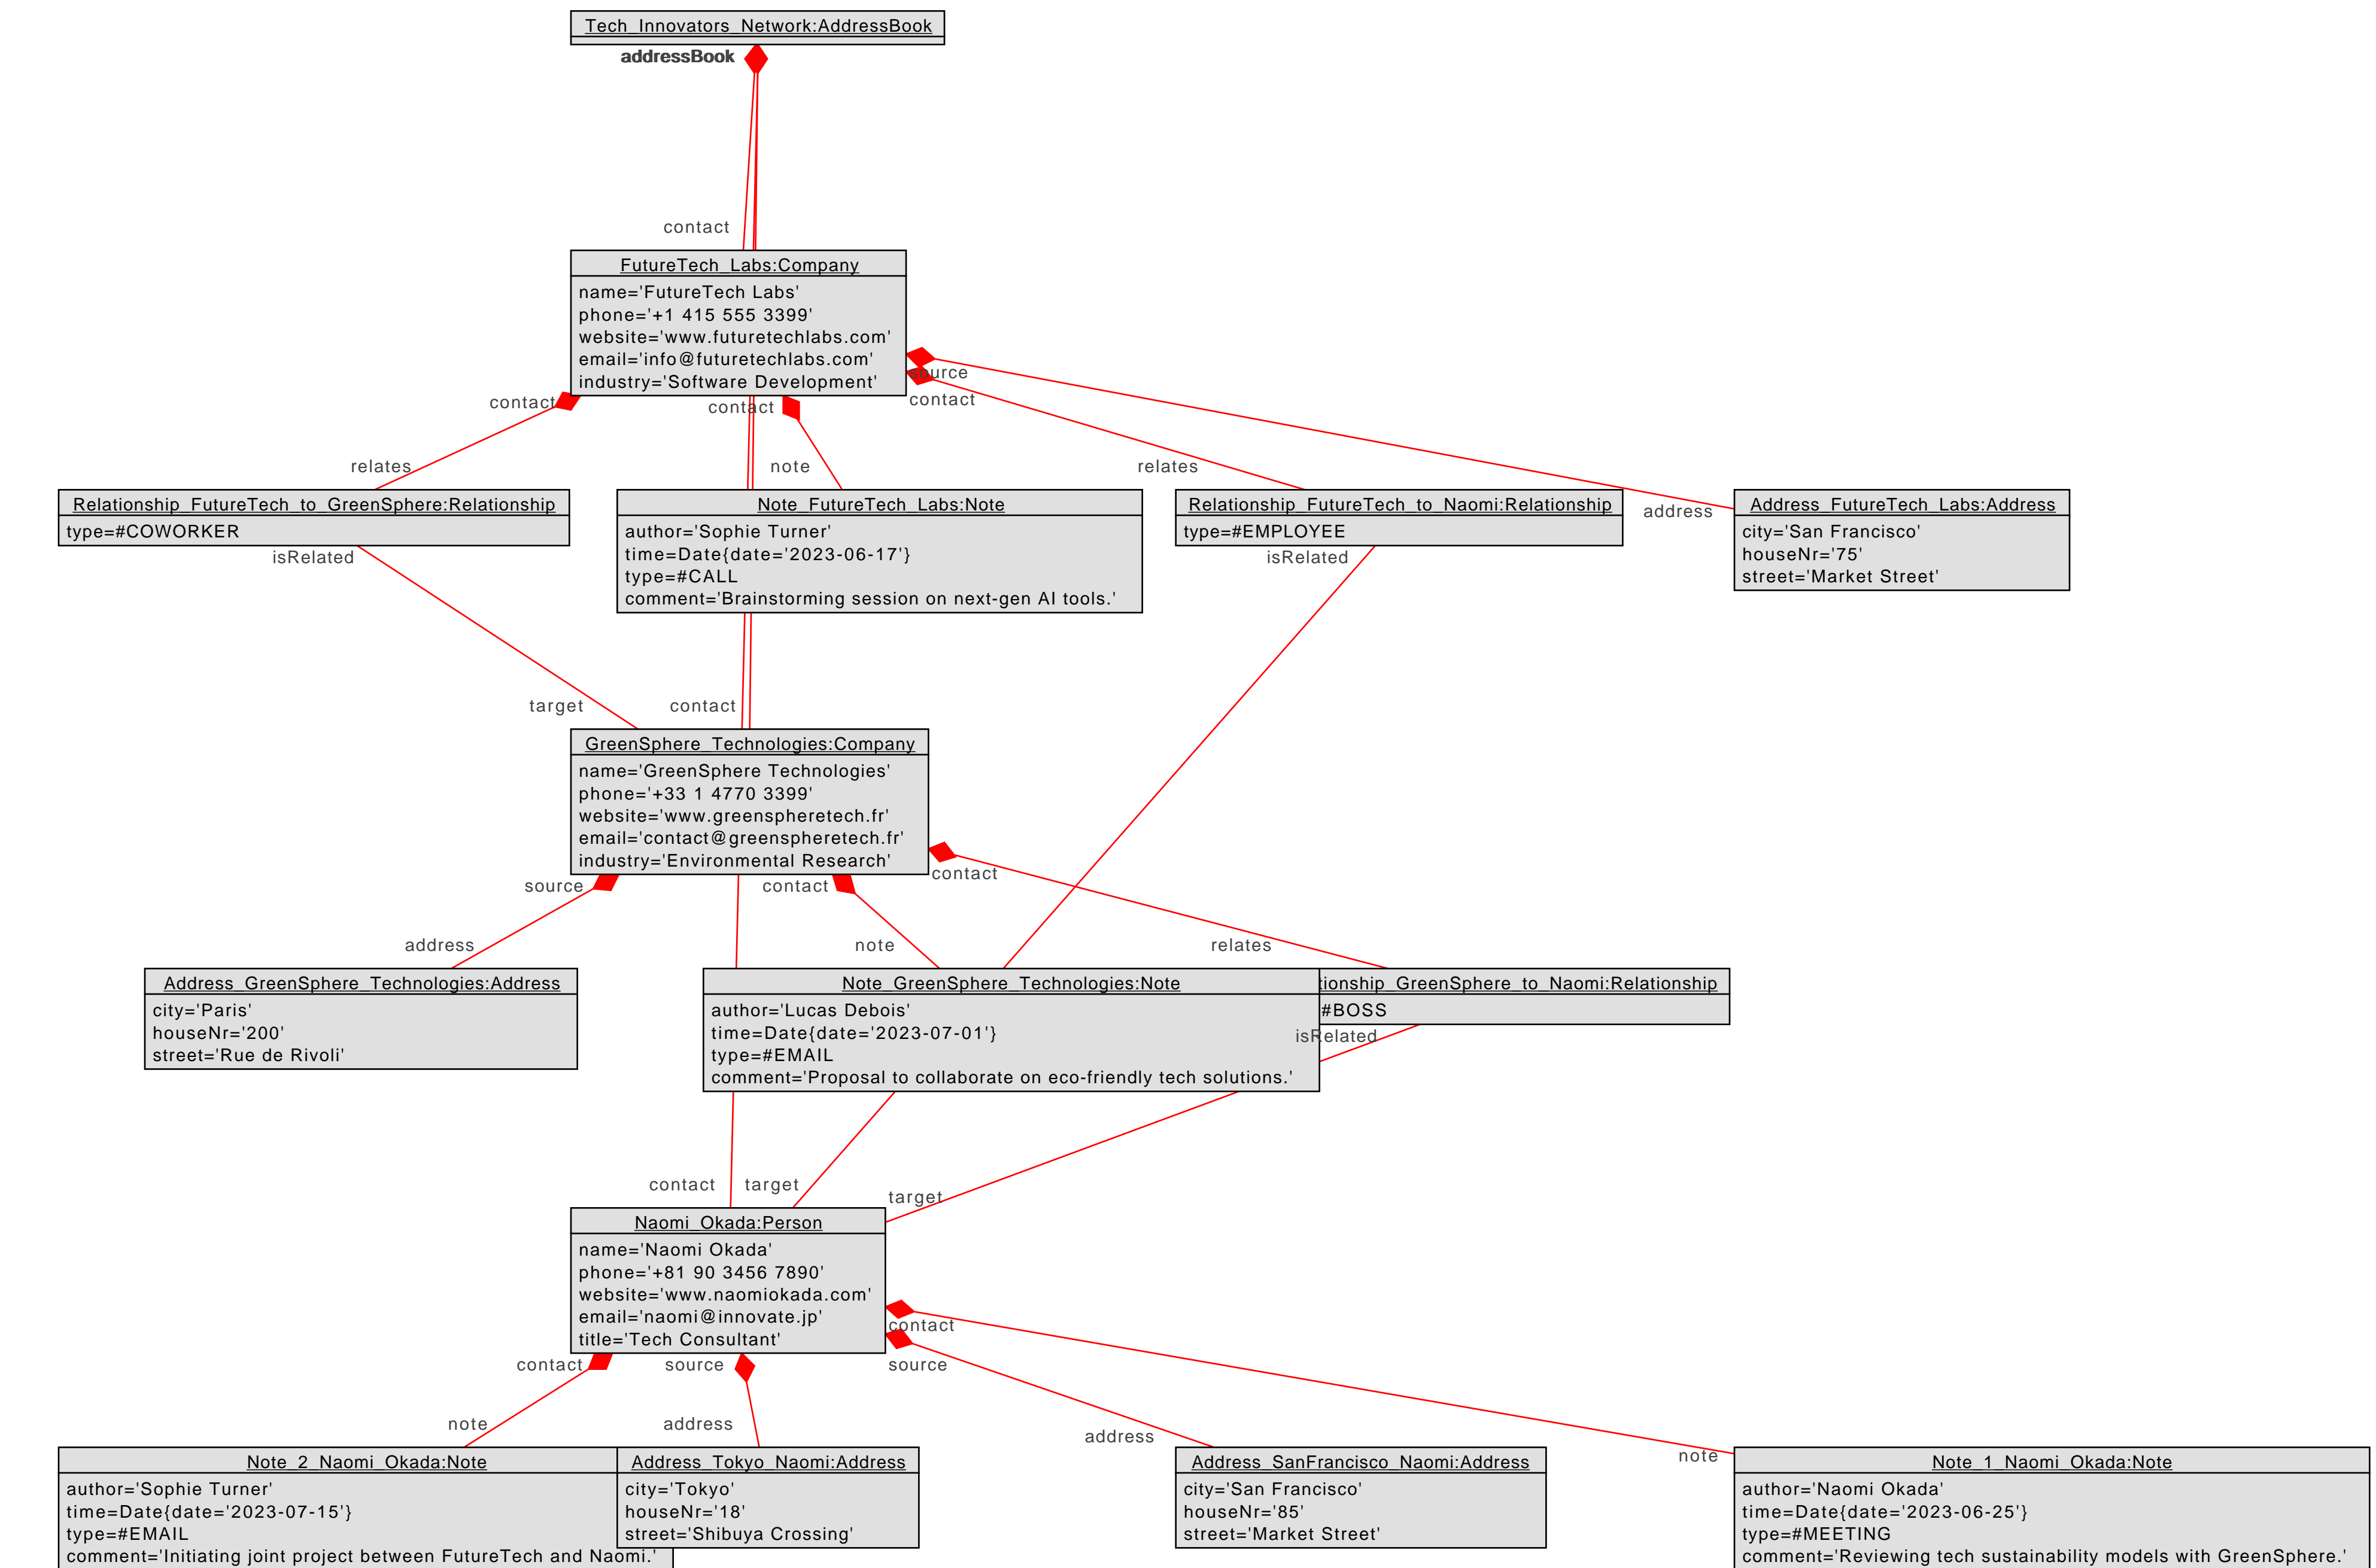 Tech_Innovators_Network:AddressBook
addressBook
contact
FutureTech_Labs:Company
name='FutureTech Labs'
phone='+1 415 555 3399'
website='www.futuretechlabs.com'
email='info@futuretechlabs.com'
industry='Software Development'
source
contact
contact
contact
relates
note
relates
address
Relationship_FutureTech_to_GreenSphere:Relationship
type=#COWORKER
isRelated
Note_FutureTech_Labs:Note
author='Sophie Turner'
time=Date{date='2023-06-17'}
type=#CALL
comment='Brainstorming session on next-gen AI tools.'
Relationship_FutureTech_to_Naomi:Relationship
type=#EMPLOYEE
isRelated
Address_FutureTech_Labs:Address
city='San Francisco'
houseNr='75'
street='Market Street'
target
contact
GreenSphere_Technologies:Company
name='GreenSphere Technologies'
phone='+33 1 4770 3399'
website='www.greenspheretech.fr'
email='contact@greenspheretech.fr'
industry='Environmental Research'
source
contact
contact
address
note
relates
Address_GreenSphere_Technologies:Address
city='Paris'
houseNr='200'
street='Rue de Rivoli'
Note_GreenSphere_Technologies:Note
author='Lucas Debois'
time=Date{date='2023-07-01'}
type=#EMAIL
comment='Proposal to collaborate on eco-friendly tech solutions.'
tionship_GreenSphere_to_Naomi:Relationship
#BOSS
isRelated
contact
target
target
Naomi_Okada:Person
name='Naomi Okada'
phone='+81 90 3456 7890'
website='www.naomiokada.com'
email='naomi@innovate.jp'
title='Tech Consultant'
contact
contact
source
source
note
address
address
note
Note_2_Naomi_Okada:Note
author='Sophie Turner'
time=Date{date='2023-07-15'}
type=#EMAIL
comment='Initiating joint project between FutureTech and Naomi.'
Address_Tokyo_Naomi:Address
city='Tokyo'
houseNr='18'
street='Shibuya Crossing'
Address_SanFrancisco_Naomi:Address
city='San Francisco'
houseNr='85'
street='Market Street'
Note_1_Naomi_Okada:Note
author='Naomi Okada'
time=Date{date='2023-06-25'}
type=#MEETING
comment='Reviewing tech sustainability models with GreenSphere.'